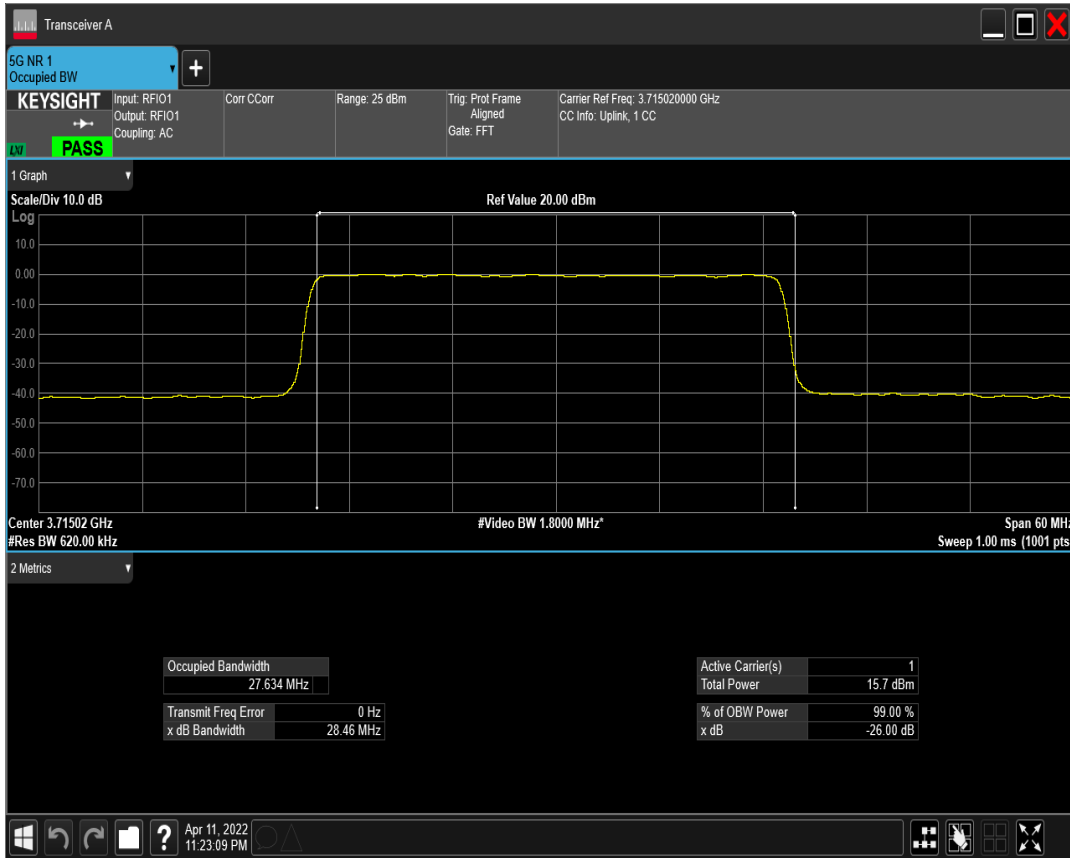 Transceiver A
5G NR 1
Occupied BW
+
KEYSIGHT
LXI
PASS
Input: RFIO1
Output: RFIO1
Coupling: AC
Corr CCorr
Range: 25 dBm
Trig: Prot Frame
Aligned
Gate: FFT
Carrier Ref Freq: 3.715020000 GHz
CC Info: Uplink, 1 CC
1 Graph
Scale/Div 10.0 dB
Ref Value 20.00 dBm
Log
10.0
0.00
-10.0
-20.0
-30.0
-40.0
-50.0
-60.0
-70.0
Center 3.71502 GHz
#Video BW 1.8000 MHz*
Span 60 MHz
#Res BW 620.00 kHz
Sweep 1.00 ms (1001 pts
2 Metrics
Occupied Bandwidth
27.634 MHz
Transmit Freq Error 0 Hz
x dB Bandwidth 28.46 MHz
Active Carrier(s) 1
Total Power 15.7 dBm
% of OBW Power 99.00 %
x dB -26.00 dB
?
Apr 11, 2022
11:23:09 PM